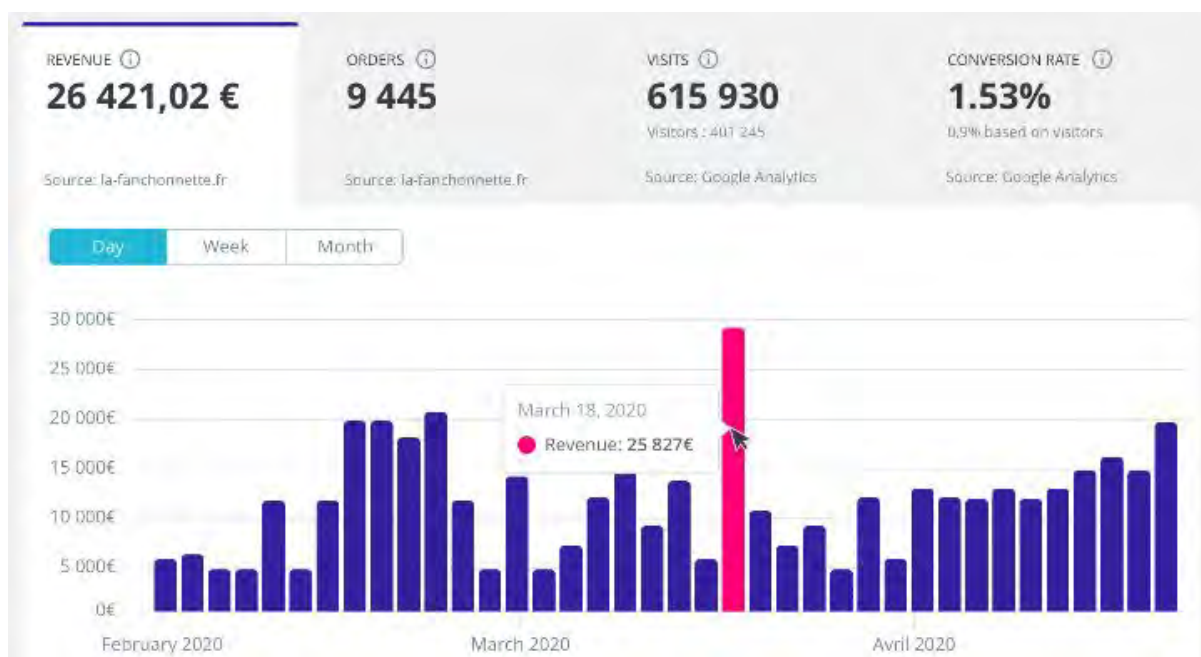 REVENUE
26 421,02 €
Source: la-fanchonnette.fr
ORDERS
9 445
Source: la-fanchonnette.fr
VISITS
615 930
Visitors : 401 245
Source: Google Analytics
CONVERSION RATE
1.53%
0,9% based on visitors
Source: Google Analytics
Day Week Month
30 000€
25 000€
20 000€
15 000€
10 000€
5 000€
0€
March 18, 2020
Revenue: 25 827€
February 2020 March 2020 Avril 2020